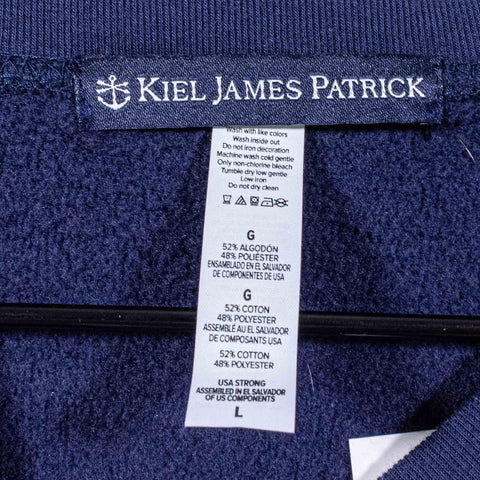 KIEL JAMES PATRICK
Wash with like colors
Wash inside out
Do not iron decoration
Machine wash cold gentle
Only non-chlorine bleach
Tumble dry low gentle
Low iron
Do not dry clean
G
52% ALGODÓN
48% POLIÉSTER
ENSAMBLADO EN EL SALVADOR
DE COMPONENTES DE USA
G
52% COTON
48% POLYESTER
ASSEMBLÉ AU EL SALVADOR
DE COMPOSANTS USA
52% COTTON
48% POLYESTER
USA STRONG
ASSEMBLED IN EL SALVADOR
OF US COMPONENTS
L